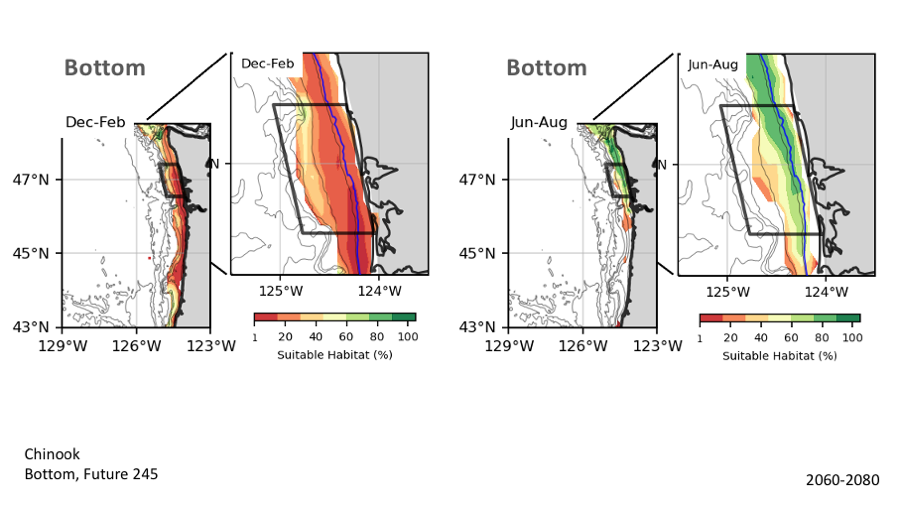 Bottom
Dec-Feb
Dec-Feb
47°N
45°N
43°N
129°W 126°W 123°W
N
125°W 124°W
1 20 40 60 80 100
Suitable Habitat (%)
Bottom
Jun-Aug
Jun-Aug
47°N
45°N
43°N
129°W 126°W 123°W
N
125°W 124°W
1 20 40 60 80 100
Suitable Habitat (%)
Chinook
Bottom, Future 245
2060-2080